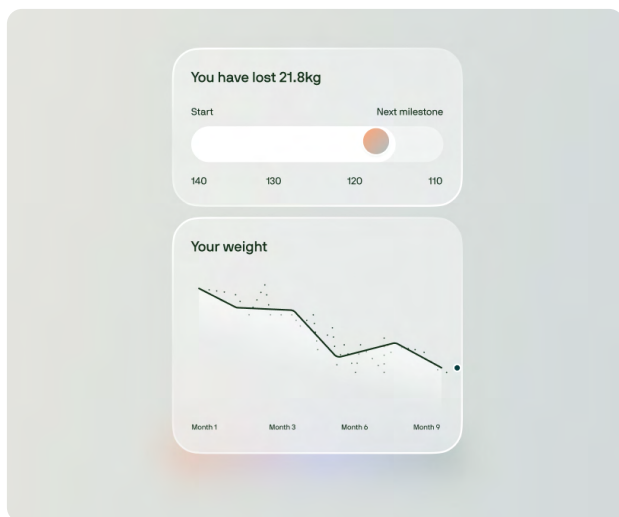 You have lost 21.8kg
Start Next milestone
140 130 120 110
Your weight
Month 1 Month 3 Month 6 Month 9